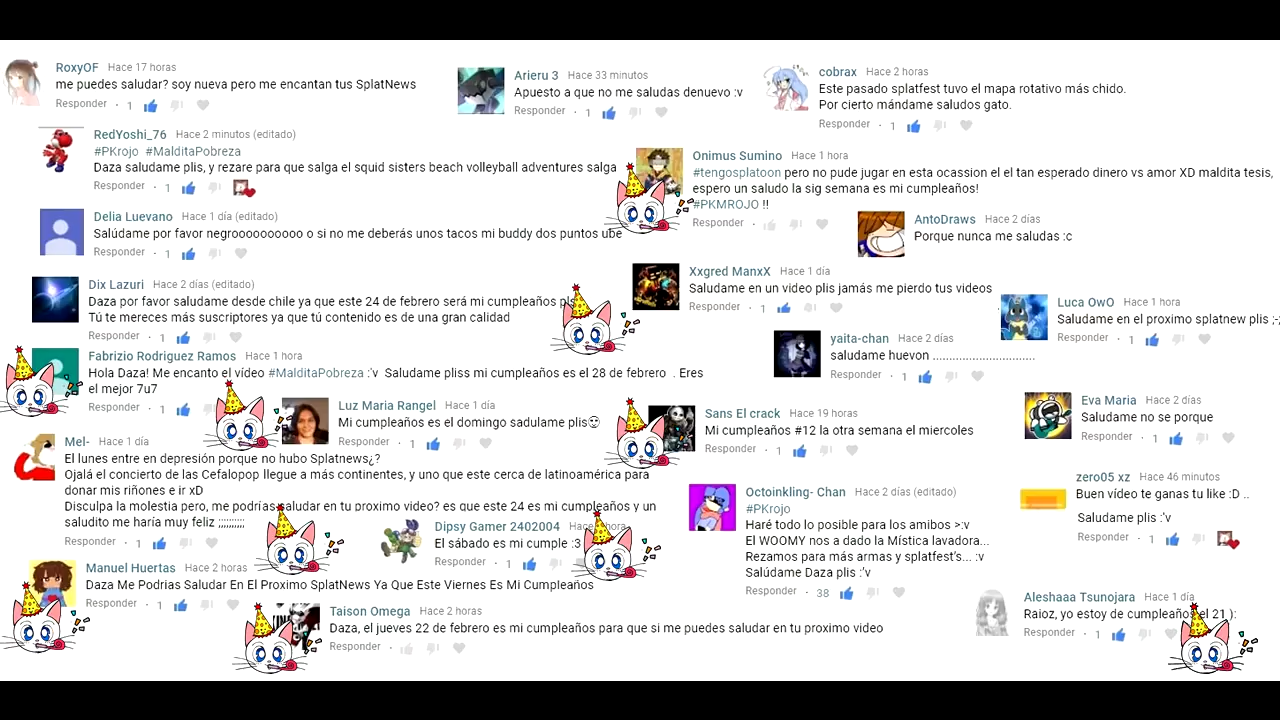 RoxyOF Hace 17 horas
me puedes saludar? soy nueva pero me encantan tus SplatNews
Responder · 1
Arieru 3 Hace 33 minutos
Apuesto a que no me saludas denuevo :v
Responder · 1
cobrax Hace 2 horas
Este pasado splatfest tuvo el mapa rotativo más chido.
Por cierto mándame saludos gato.
Responder · 1
RedYoshi_76 Hace 2 minutos (editado)
#PKrojo #MalditaPobreza
Daza saludame plis, y rezare para que salga el squid sisters beach volleyball adventures salga
Responder · 1
Onimus Sumino Hace 1 hora
#tengosplatoon pero no pude jugar en esta ocassion el el tan esperado dinero vs amor XD maldita tesis,
espero un saludo la sig semana es mi cumpleaños!
#PKMROJO !!
Responder
Delia Luevano Hace 1 día (editado)
Salúdame por favor negroooooooooo o si no me deberás unos tacos mi buddy dos puntos ube
Responder · 1
AntoDraws Hace 2 días
Porque nunca me saludas :c
Dix Lazuri Hace 2 días (editado)
Daza por favor saludame desde chile ya que este 24 de febrero será mi cumpleaños
Tú te mereces más suscriptores ya que tú contenido es de una gran calidad
Responder · 1
Xxgred ManxX Hace 1 día
Saludame en un video plis jamás me pierdo tus videos
Responder · 1
Luca OwO Hace 1 hora
Saludame en el proximo splatnew plis ;-;
Responder · 1
yaita-chan Hace 2 días
saludame huevon ...............................
Responder · 1
Fabrizio Rodriguez Ramos Hace 1 hora
Hola Daza! Me encanto el vídeo #MalditaPobreza :'v Saludame pliss mi cumpleaños es el 28 de febrero . Eres
el mejor 7u7
Responder · 1
Luz Maria Rangel Hace 1 día
Mi cumpleaños es el domingo sadulame plis
Responder · 1
Sans El crack Hace 19 horas
Mi cumpleaños #12 la otra semana el miercoles
Responder · 1
Eva Maria Hace 2 días
Saludame no se porque
Responder · 1
Mel- Hace 1 día
El lunes entre en depresión porque no hubo Splatnews¿?
Ojalá el concierto de las Cefalopop llegue a más continentes, y uno que este cerca de latinoamérica para
donar mis riñones e ir xD
Disculpa la molestia pero, me podrías saludar en tu proximo video? es que este 24 es mi cumpleaños y un
saludito me haría muy feliz ;;;;;;;;;;
Responder · 1
Octoinkling- Chan Hace 2 días (editado)
#PKrojo
Haré todo lo posible para los amibos >:v
El WOOMY nos a dado la Mística lavadora...
Rezamos para más armas y splatfest's... :v
Salúdame Daza plis :'v
Responder · 38
zero05 xz Hace 46 minutos
Buen vídeo te ganas tu like :D ..
Saludame plis :'v
Responder · 1
Dipsy Gamer 2402004 horas
El sábado es mi cumple :3
Responder · 1
Manuel Huertas Hace 2 horas
Daza Me Podrias Saludar En El Proximo SplatNews Ya Que Este Viernes Es Mi Cumpleaños
Responder · 1
Taison Omega Hace 2 horas
Daza, el jueves 22 de febrero es mi cumpleaños para que si me puedes saludar en tu proximo video
Responder
Aleshaaa Tsunojara Hace 1 día
Raioz, yo estoy de cumpleaños el 21 ):
Responder · 1